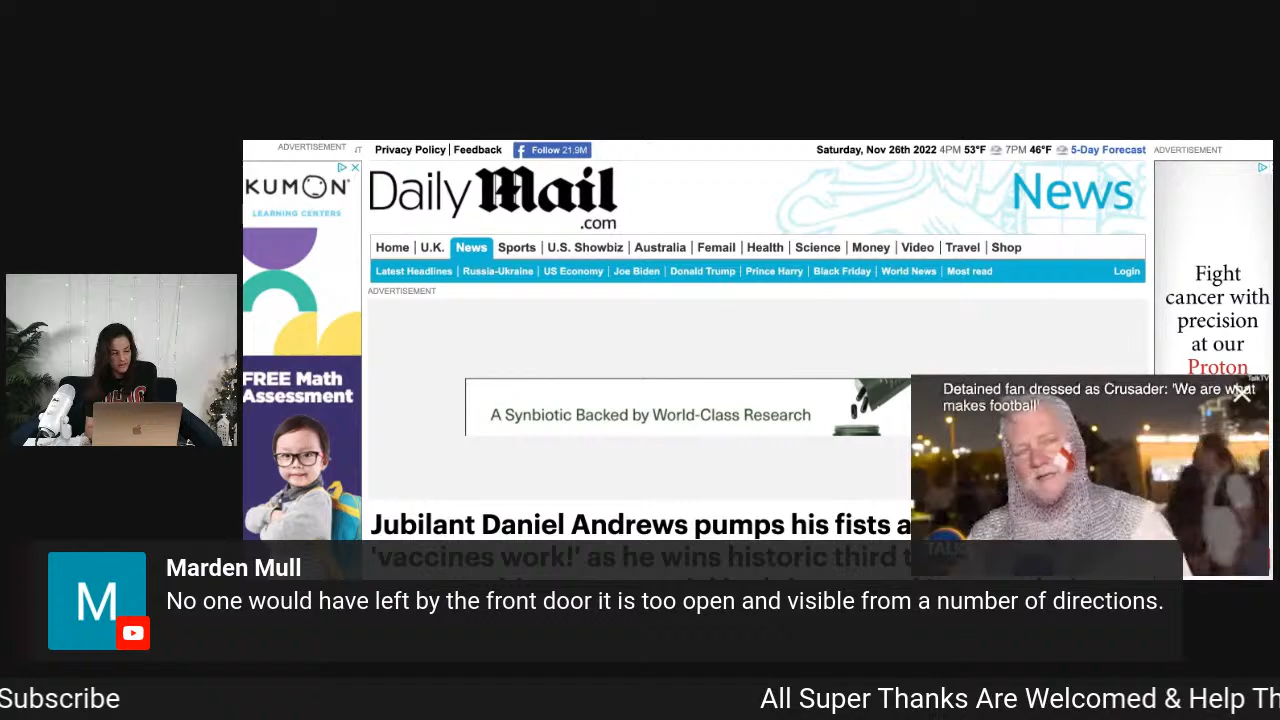 ADVERTISEMENT
Privacy Policy | Feedback
Follow 21.9M
Saturday, Nov 26th 2022 4PM 53°F 7PM 46°F 5-Day Forecast
ADVERTISEMENT
KUMON
LEARNING CENTERS
Daily Mail
.com
News
Home | U.K. News Sports | U.S. Showbiz | Australia | Femail | Health | Science | Money | Video | Travel | Shop
Latest Headlines | Russia-Ukraine | US Economy | Joe Biden | Donald Trump | Prince Harry | Black Friday | World News | Most read
Login
ADVERTISEMENT
Fight
cancer with
precision
at our
Proton
FREE Math
Assessment
A Synbiotic Backed by World-Class Research
TalkTV
Detained fan dressed as Crusader: 'We are what
makes football'
Jubilant Daniel Andrews pumps his fists a
'vaccines work!' as he wins historic third t
TALK
M
Marden Mull
No one would have left by the front door it is too open and visible from a number of directions.
Subscribe
All Super Thanks Are Welcomed & Help Th